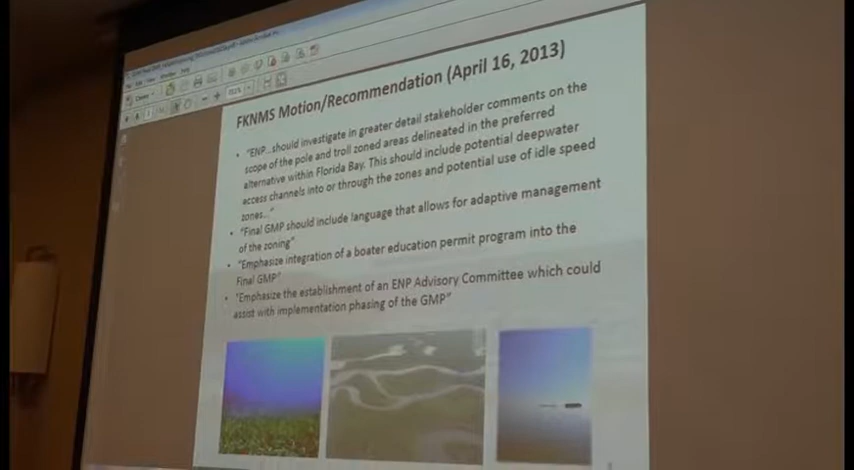 FKNMS Motion/Recommendation (April 16, 2013)
• "ENP...should investigate in greater detail stakeholder comments on the
scope of the pole and troll zoned areas delineated in the preferred
alternative within Florida Bay. This should include potential deepwater
access channels into or through the zones and potential use of idle speed
zones..."
• "Final GMP should include language that allows for adaptive management
of the zoning"
• "Emphasize integration of a boater education permit program into the
Final GMP"
• "Emphasize the establishment of an ENP Advisory Committee which could
assist with implementation phasing of the GMP"